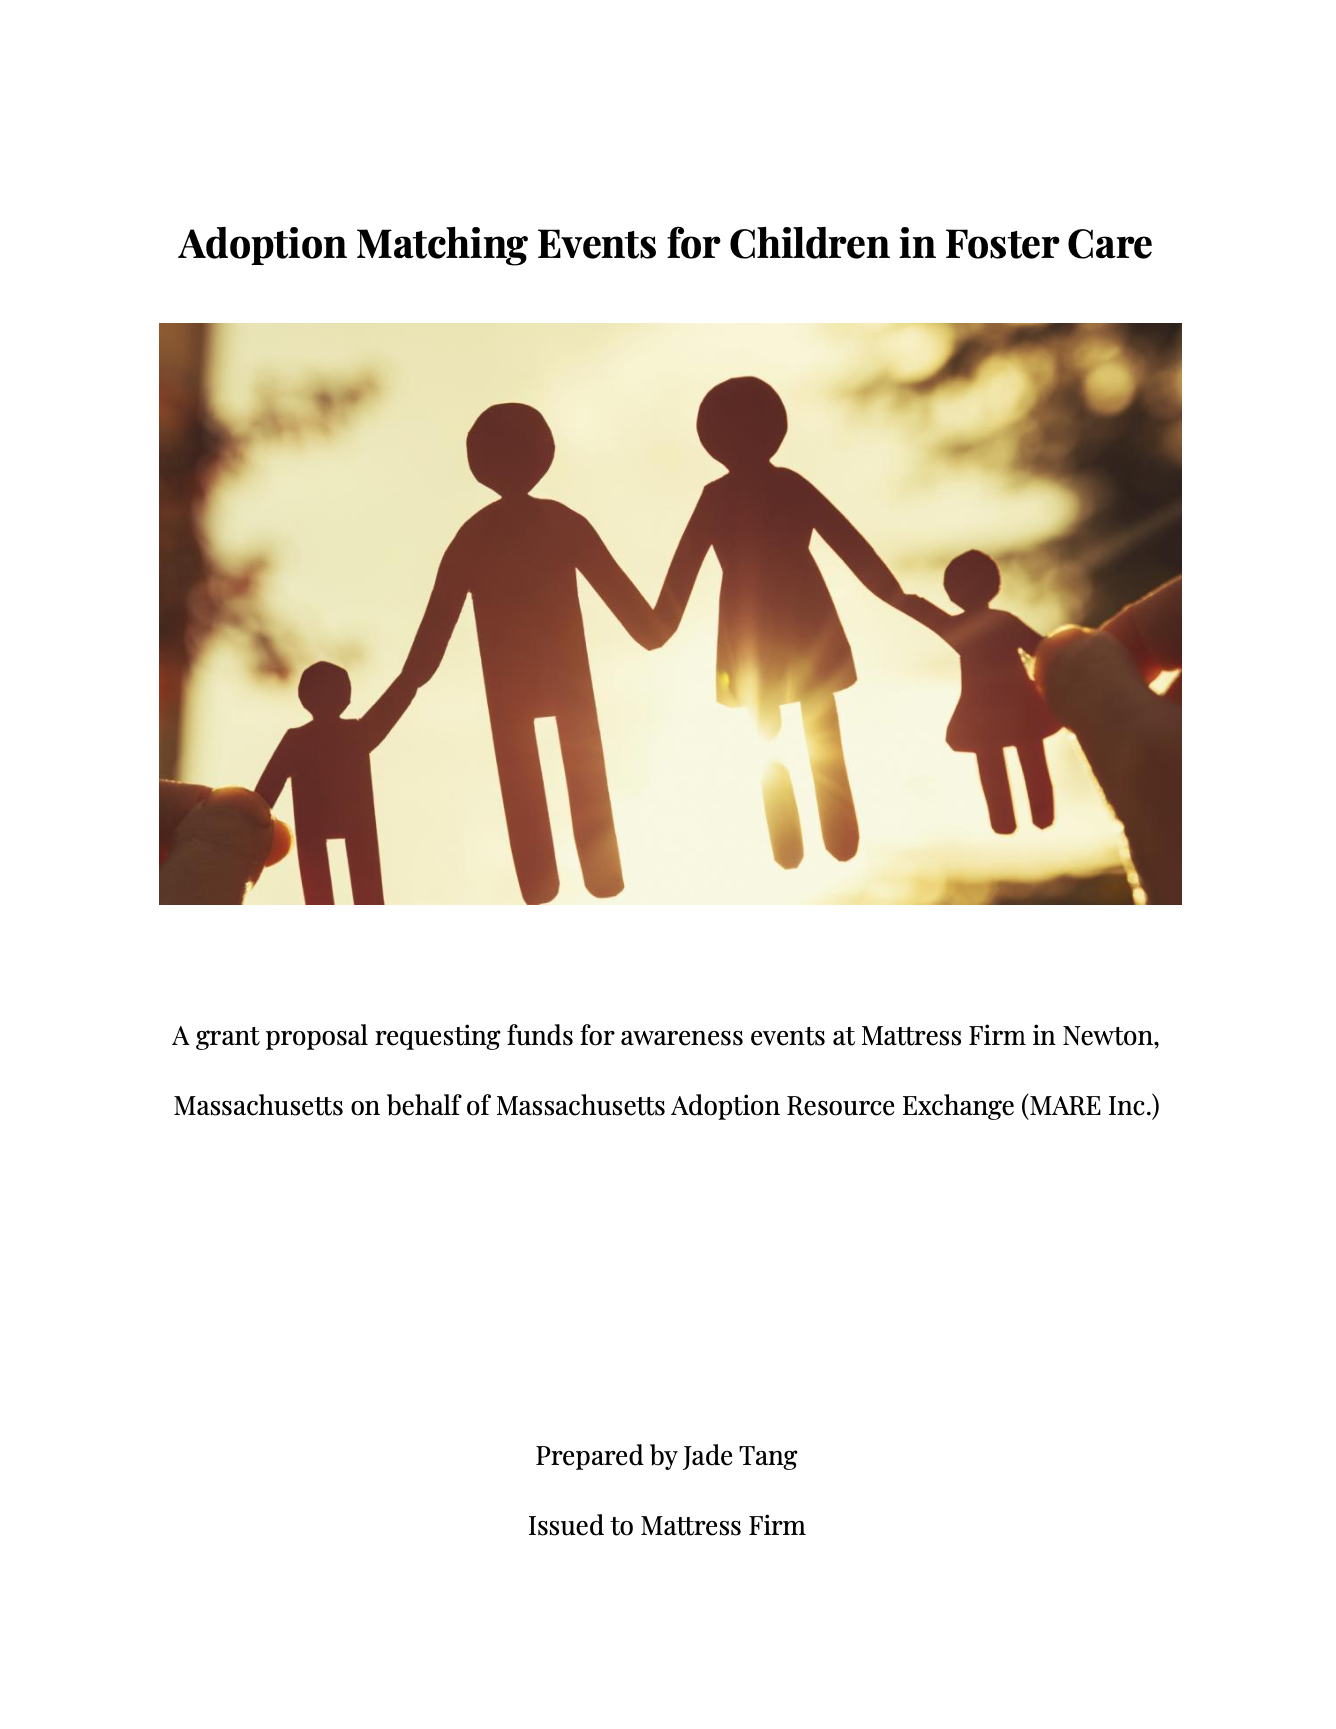 Adoption Matching Events for Children in Foster Care
A grant proposal requesting funds for awareness events at Mattress Firm in Newton,
Massachusetts on behalf of Massachusetts Adoption Resource Exchange (MARE Inc.)
Prepared by Jade Tang
Issued to Mattress Firm